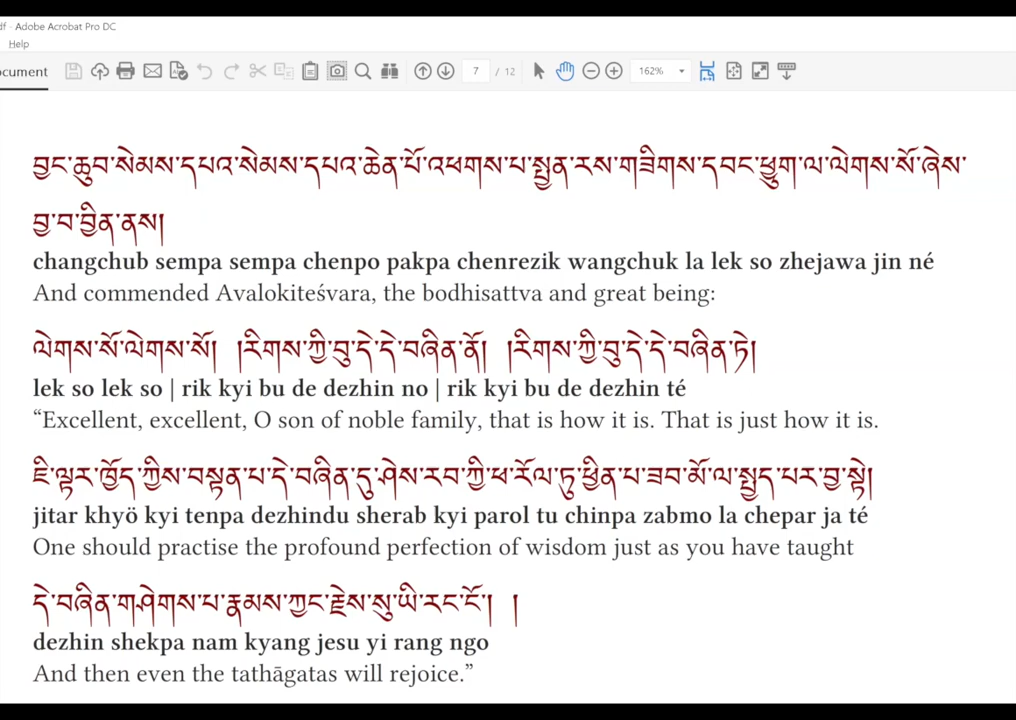 df - Adobe Acrobat Pro DC
Help
ocument
7 / 12
162%
བྱང་ཆུབ་སེམས་དཔའ་སེམས་དཔའ་ཆེན་པོ་འཕགས་པ་སྤྱན་རས་གཟིགས་དབང་ཕྱུག་ལ་ལེགས་སོ་ཞེས་
བྱ་བ་བྱིན་ནས།
changchub sempa sempa chenpo pakpa chenrezik wangchuk la lek so zhejawa jin né
And commended Avalokiteśvara, the bodhisattva and great being:
ལེགས་སོ་ལེགས་སོ། །རིགས་ཀྱི་བུ་དེ་དེ་བཞིན་ནོ། །རིགས་ཀྱི་བུ་དེ་དེ་བཞིན་ཏེ།
lek so lek so | rik kyi bu de dezhin no | rik kyi bu de dezhin té
“Excellent, excellent, O son of noble family, that is how it is. That is just how it is.
ཇི་ལྟར་ཁྱོད་ཀྱིས་བསྟན་པ་དེ་བཞིན་དུ་ཤེས་རབ་ཀྱི་ཕ་རོལ་ཏུ་ཕྱིན་པ་ཟབ་མོ་ལ་སྤྱད་པར་བྱ་སྟེ།
jitar khyö kyi tenpa dezhindu sherab kyi parol tu chinpa zabmo la chepar ja té
One should practise the profound perfection of wisdom just as you have taught
དེ་བཞིན་གཤེགས་པ་རྣམས་ཀྱང་རྗེས་སུ་ཡི་རང་ངོ་། །
dezhin shekpa nam kyang jesu yi rang ngo
And then even the tathāgatas will rejoice.”